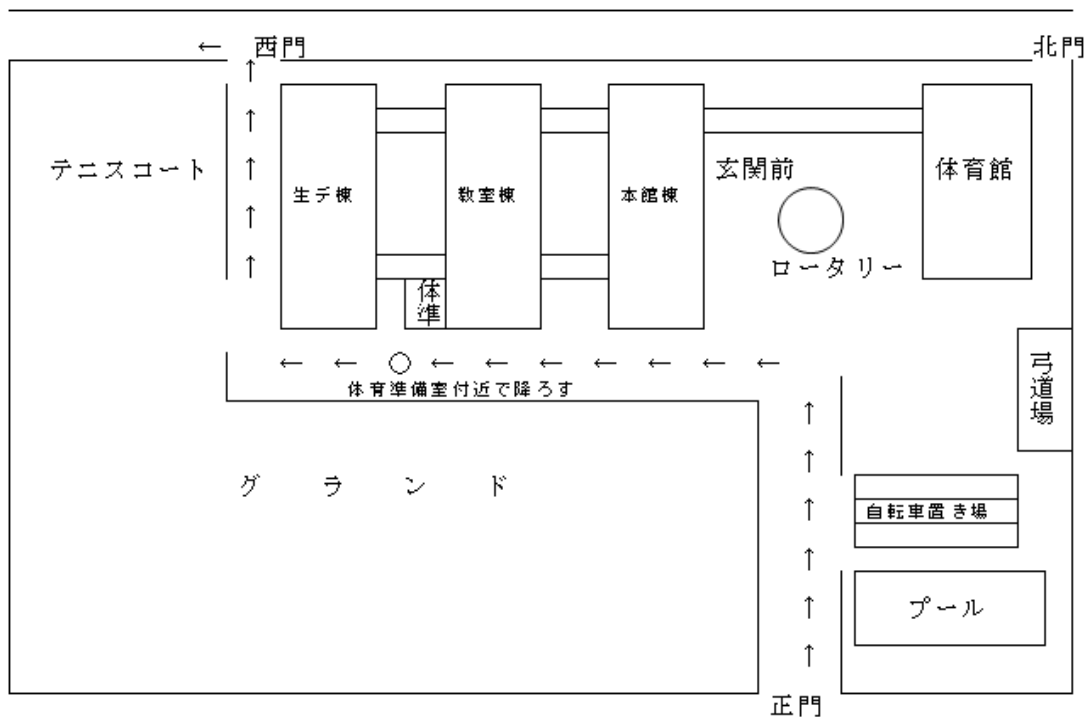 ← 西門
北門
テニスコート
生デ棟
教室棟
本館棟
玄関前
体育館
ロータリー
体準
← ← ○ ← ← ← ← ← ← ←
体育準備室付近で降ろす
弓道場
グランド
自転車置き場
プール
正門